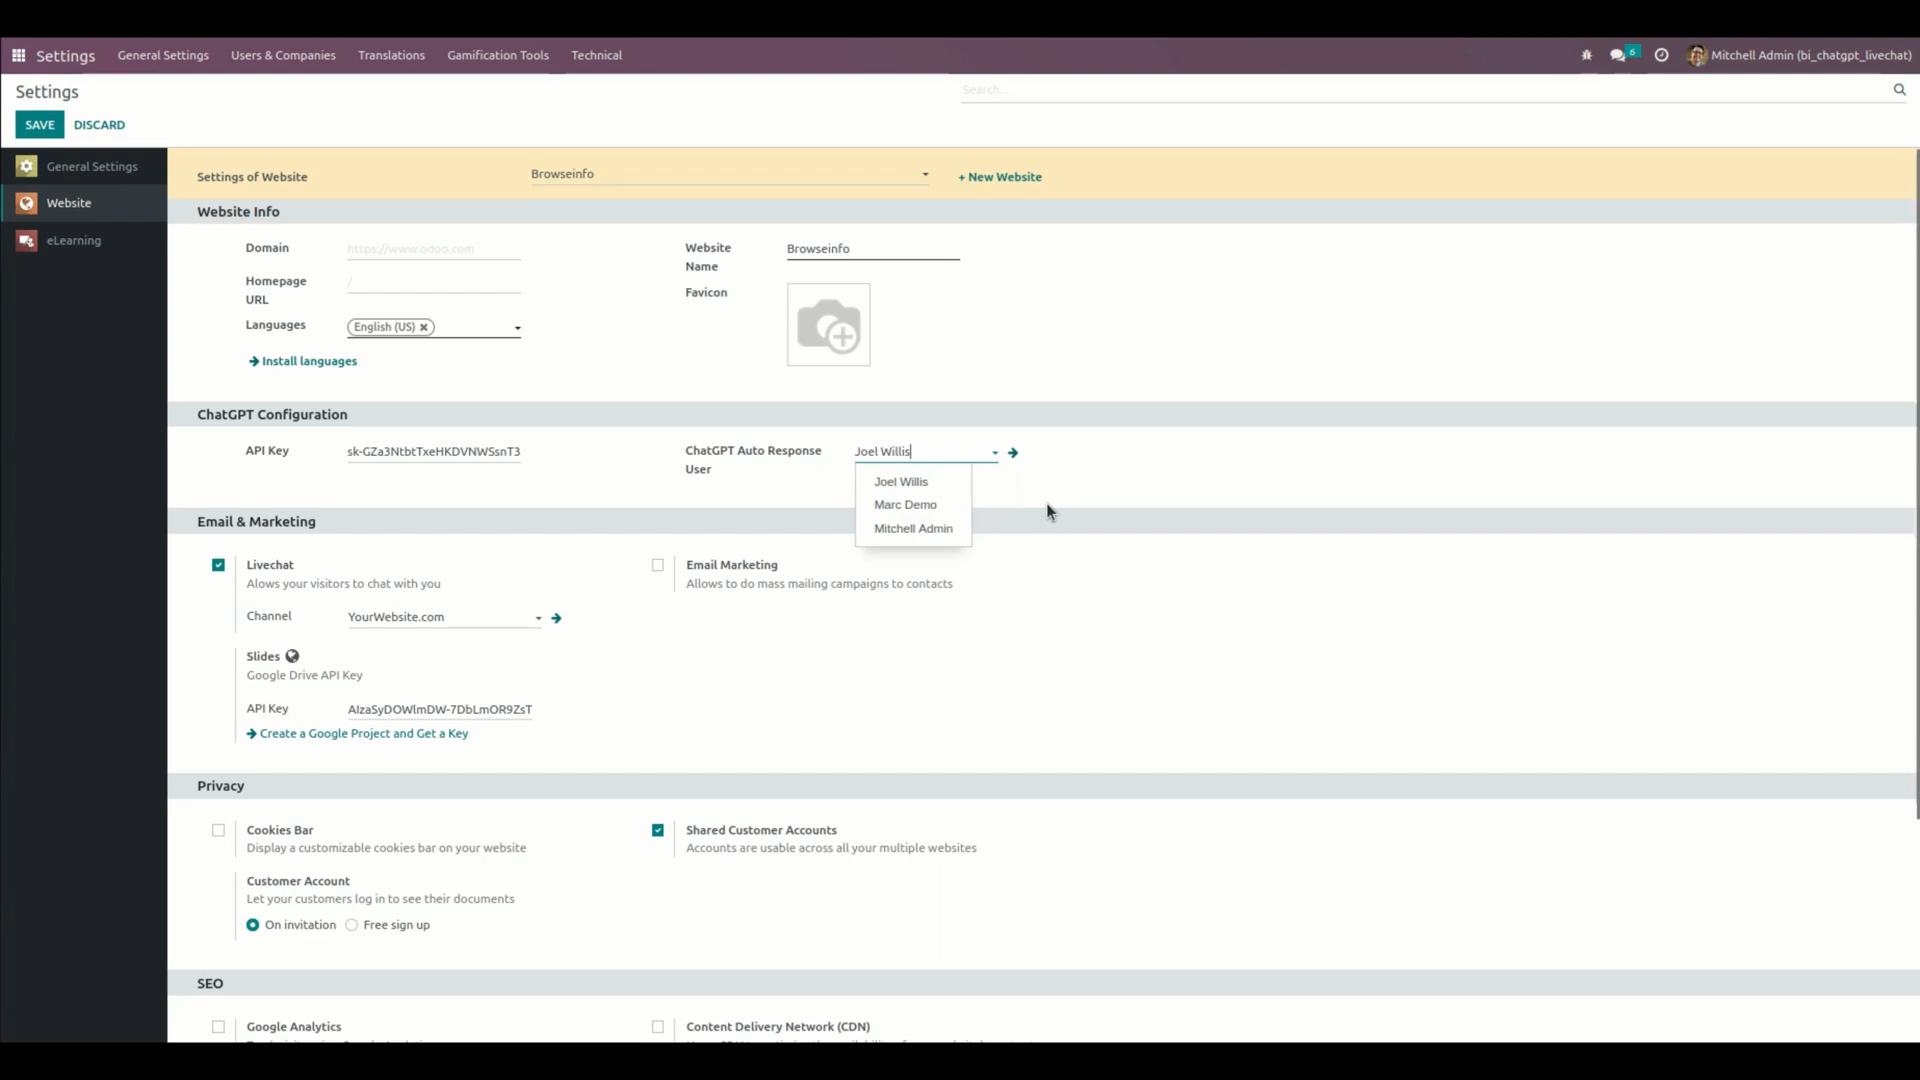 Settings General Settings Users & Companies Translations Gamification Tools Technical 6 Mitchell Admin (bi_chatgpt_livechat)
Settings Search...
SAVE DISCARD
General Settings
Website
eLearning
Settings of Website Browseinfo + New Website
Website Info
Domain https://www.odoo.com Website Name Browseinfo
Homepage URL / Favicon
Languages English (US)
Install languages
ChatGPT Configuration
API Key sk-GZa3NtbtTxeHKDVNWSsnT3 ChatGPT Auto Response User Joel Willis
Joel Willis
Marc Demo
Mitchell Admin
Email & Marketing
Livechat Email Marketing
Alows your visitors to chat with you Allows to do mass mailing campaigns to contacts
Channel YourWebsite.com
Slides
Google Drive API Key
API Key AIzaSyDOWlmDW-7DbLmOR9ZsT
Create a Google Project and Get a Key
Privacy
Cookies Bar Shared Customer Accounts
Display a customizable cookies bar on your website Accounts are usable across all your multiple websites
Customer Account
Let your customers log in to see their documents
On invitation Free sign up
SEO
Google Analytics Content Delivery Network (CDN)